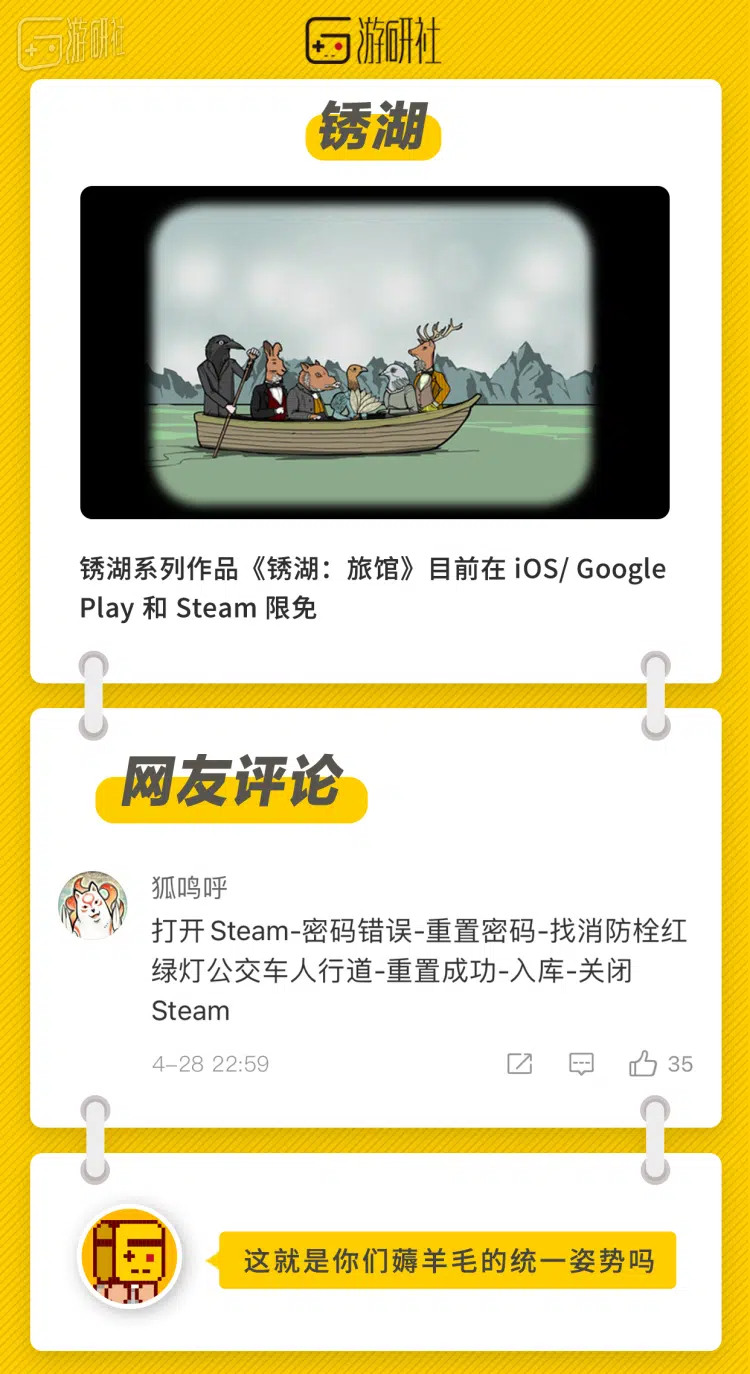 游研社
游研社
锈湖
锈湖系列作品《锈湖：旅馆》目前在 iOS/ Google
Play 和 Steam 限免
网友评论
狐鸣呼
打开 Steam-密码错误-重置密码-找消防栓红
绿灯公交车人行道-重置成功-入库-关闭
Steam
4-28 22:59
35
这就是你们薅羊毛的统一姿势吗